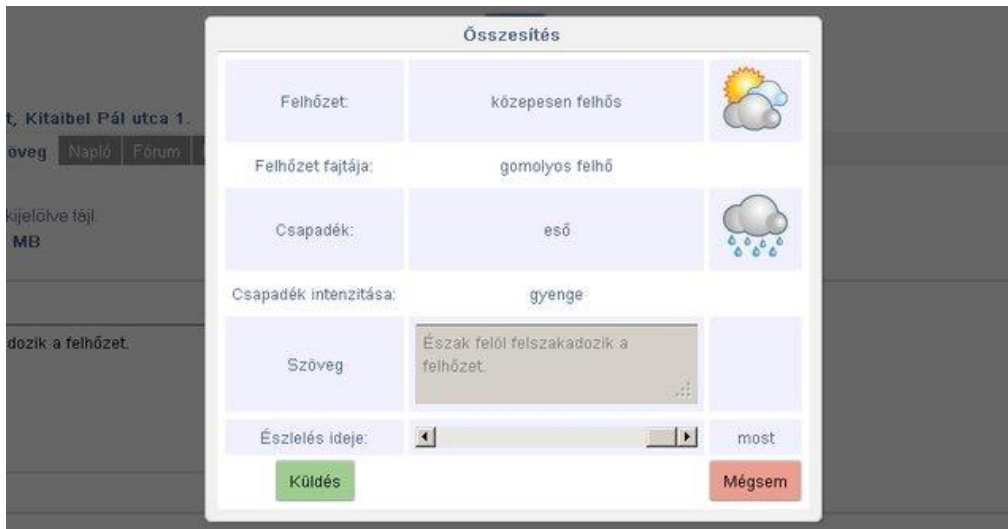 Összesítés
Felhőzet: közepesen felhős
t, Kitaibel Pál utca 1.
öveg Napló Fórum
Felhőzet fajtája: gomolyos felhő
kijelölve fájl.
Csapadék: eső
MB
Csapadék intenzitása: gyenge
dozik a felhőzet.
Szöveg
Észak felől felszakadozik a
felhőzet.
Észlelés ideje: most
Küldés Mégsem